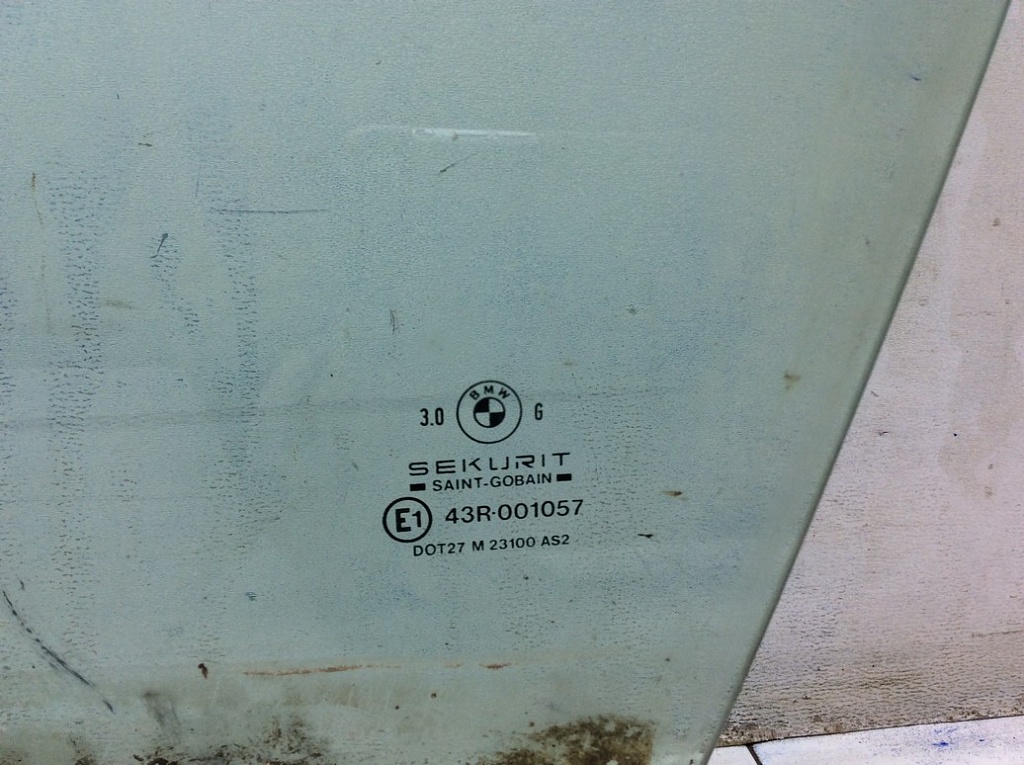 BMW
3.0 G
SEKURIT
SAINT-GOBAIN
E1 43R-001057
DOT27 M 23100 AS2